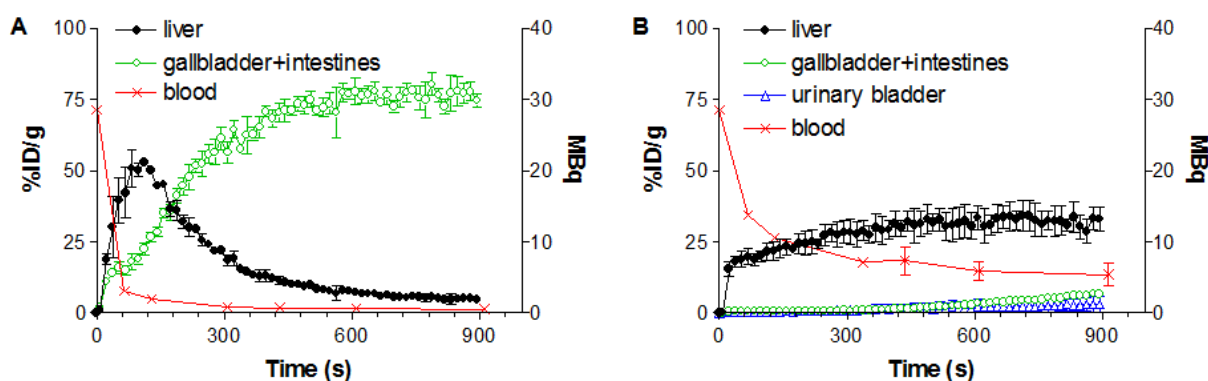 A
liver
gallbladder+intestines
blood
%ID/g
100
75
50
25
0
MBq
40
30
20
10
0
0
300
600
900
Time (s)
B
liver
gallbladder+intestines
urinary bladder
blood
%ID/g
100
75
50
25
0
MBq
40
30
20
10
0
0
300
600
900
Time (s)